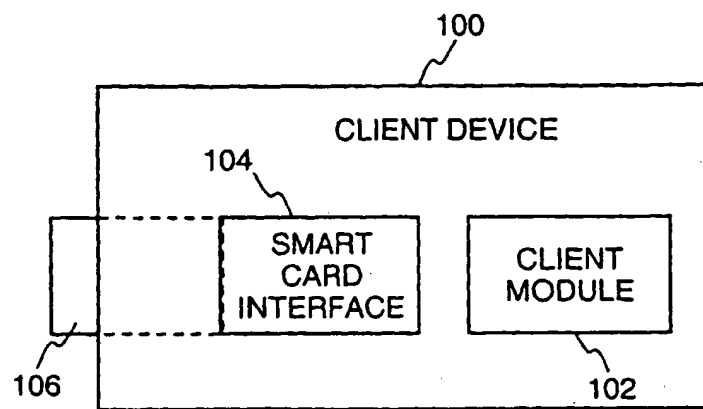 100
CLIENT DEVICE
104
SMART
CARD
INTERFACE
CLIENT
MODULE
106
102